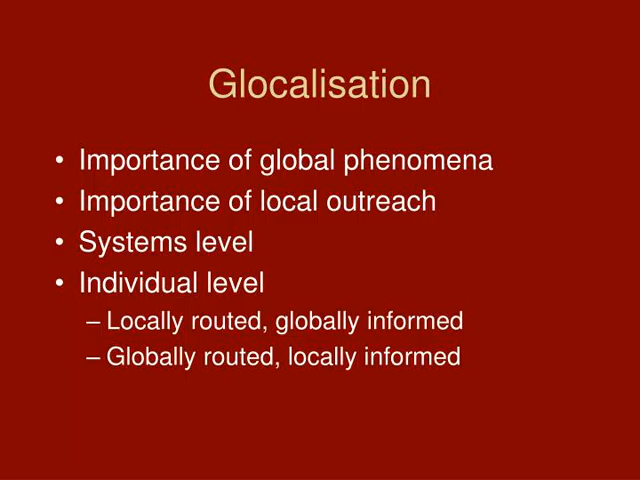 Glocalisation
• Importance of global phenomena
• Importance of local outreach
• Systems level
• Individual level
– Locally routed, globally informed
– Globally routed, locally informed